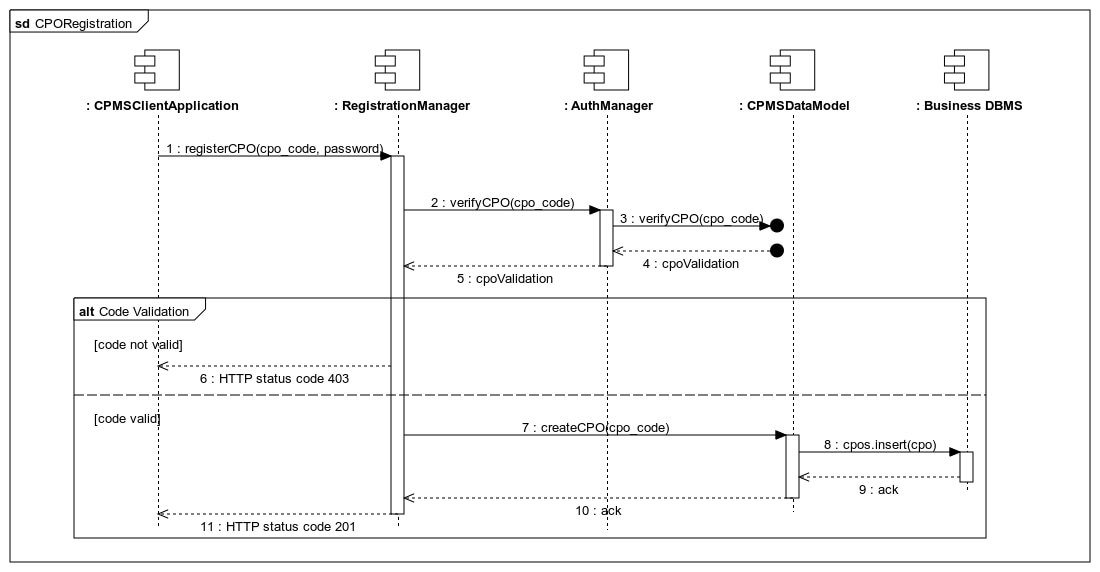 sd CPORegistration
: CPMSClientApplication
: RegistrationManager
: AuthManager
: CPMSDataModel
: Business DBMS
1 : registerCPO(cpo_code, password)
2 : verifyCPO(cpo_code)
3 : verifyCPO(cpo_code)
4 : cpoValidation
5 : cpoValidation
alt Code Validation
[code not valid]
6 : HTTP status code 403
[code valid]
7 : createCPO(cpo_code)
8 : cpos.insert(cpo)
9 : ack
10 : ack
11 : HTTP status code 201